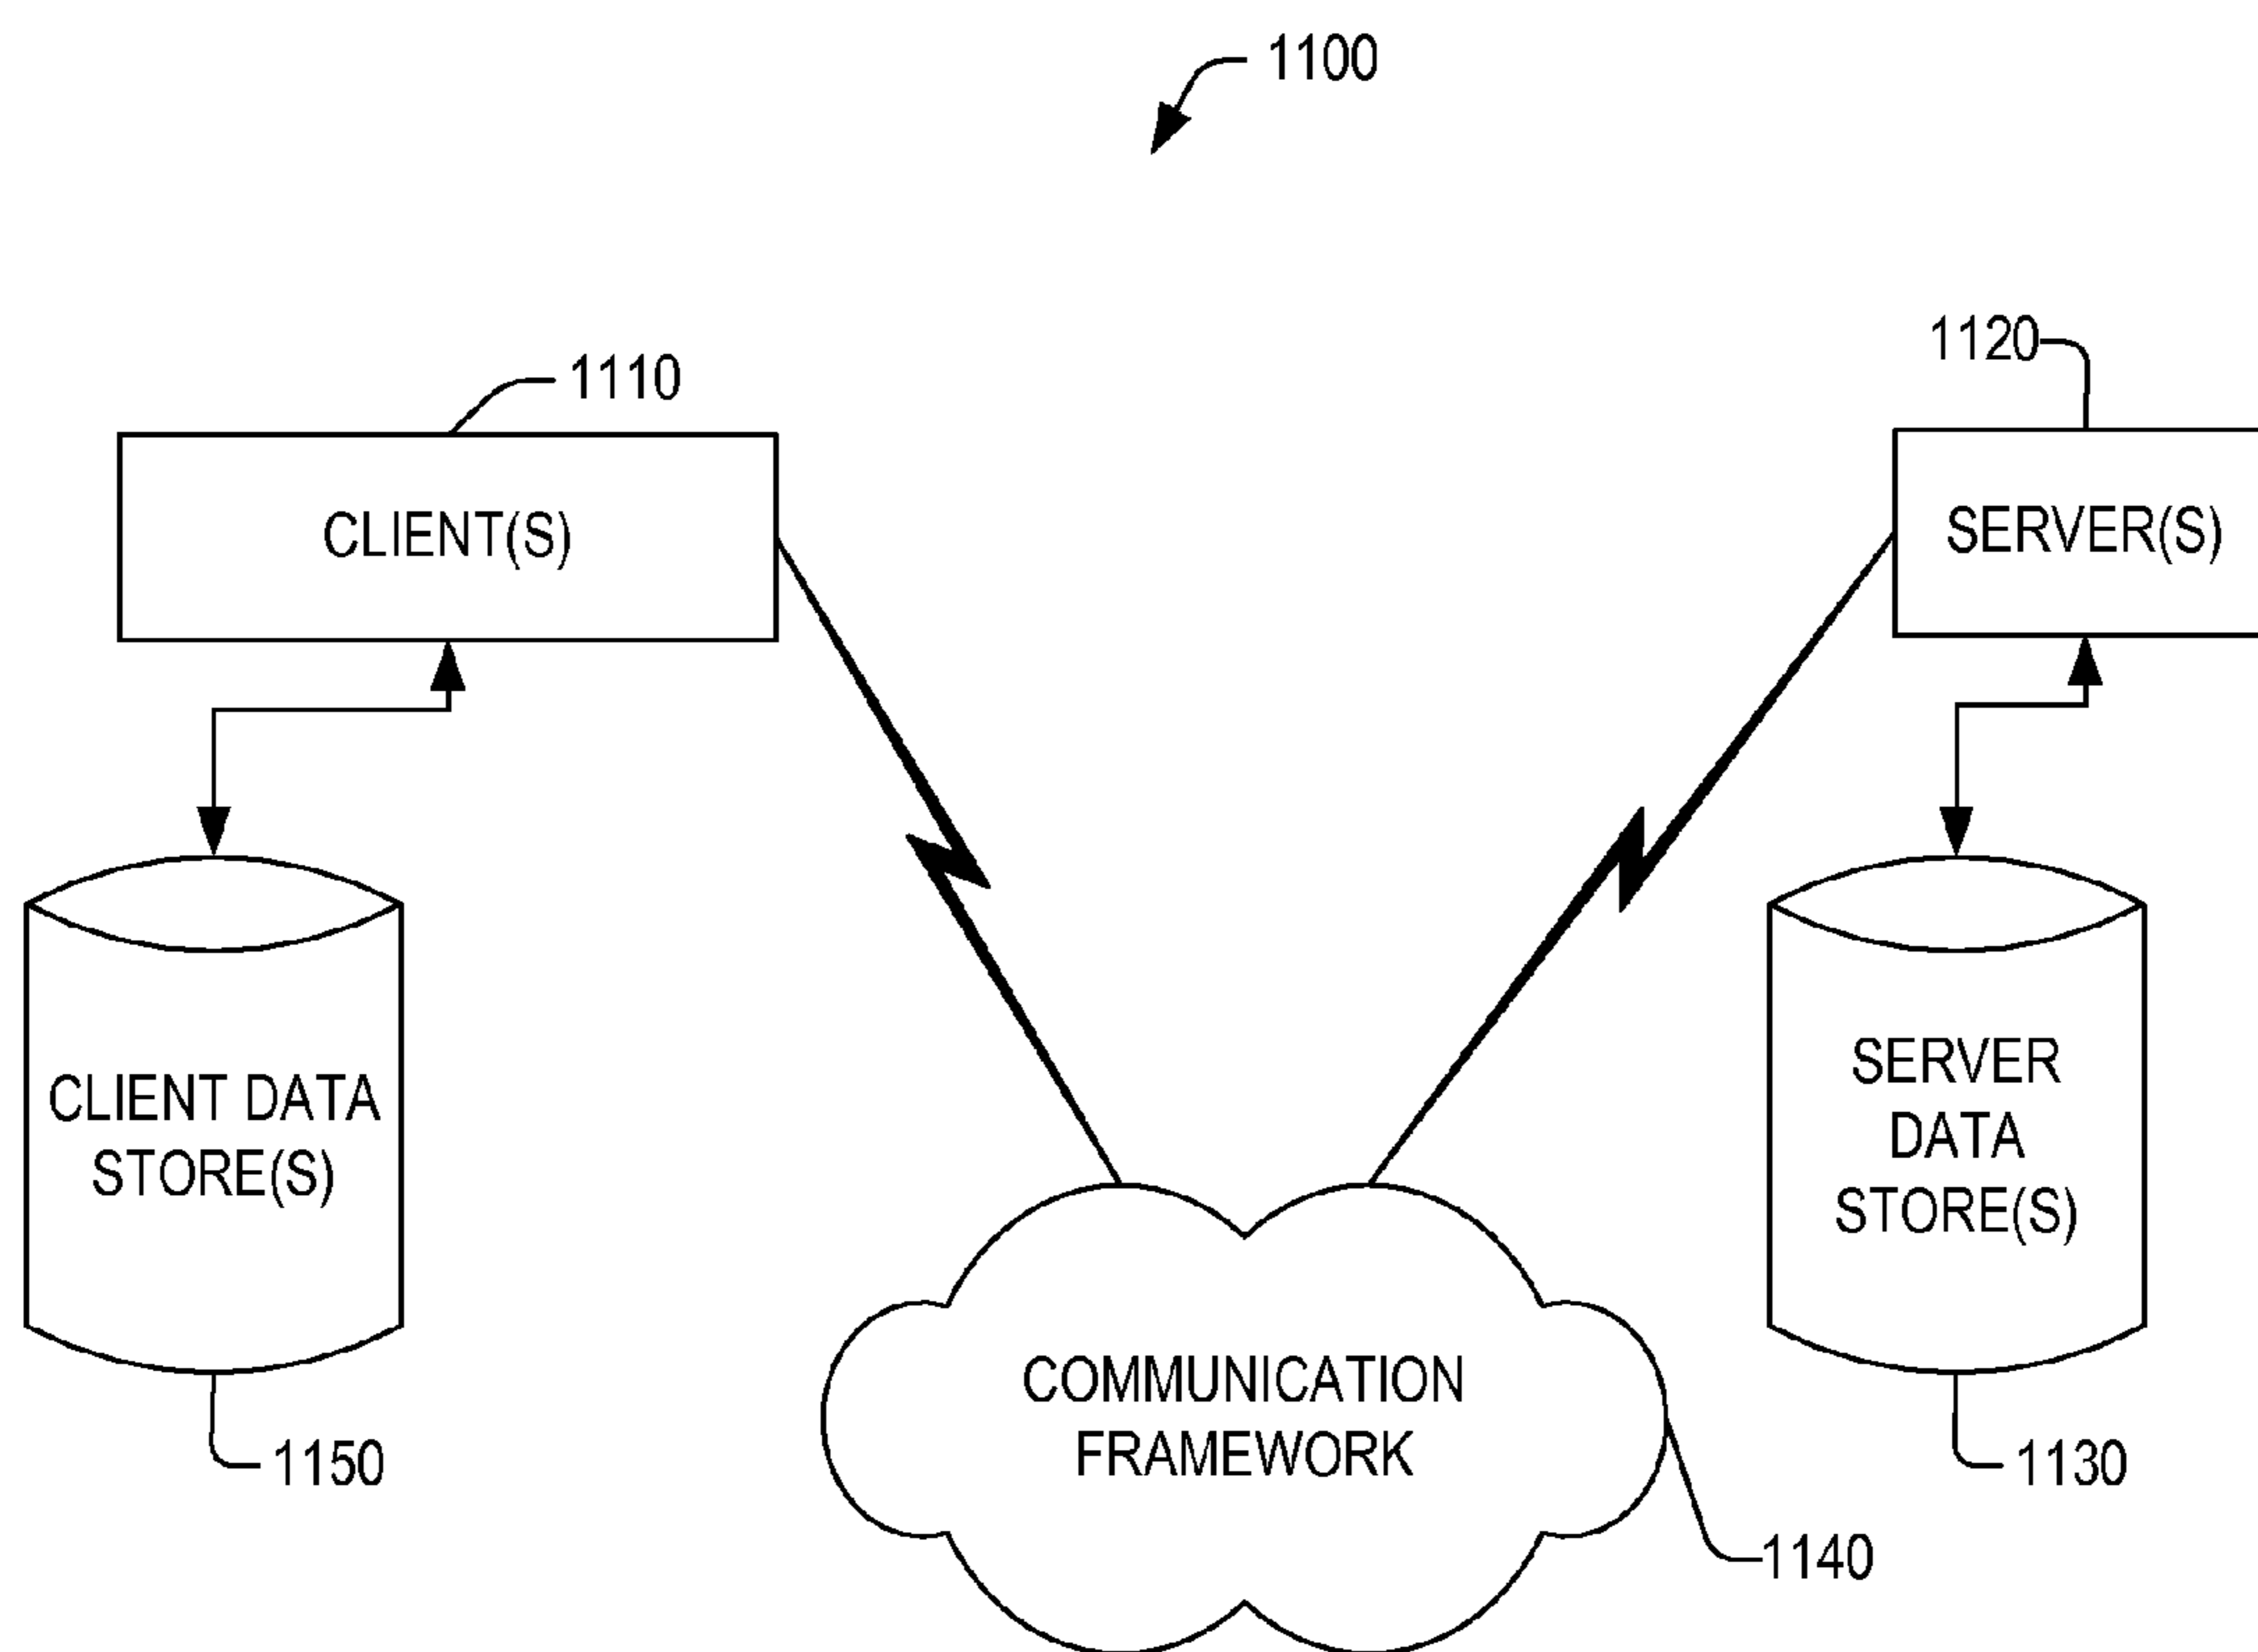 1100
1110
1120
CLIENT(S)
SERVER(S)
CLIENT DATA
STORE(S)
SERVER
DATA
STORE(S)
COMMUNICATION
FRAMEWORK
1150
1130
1140